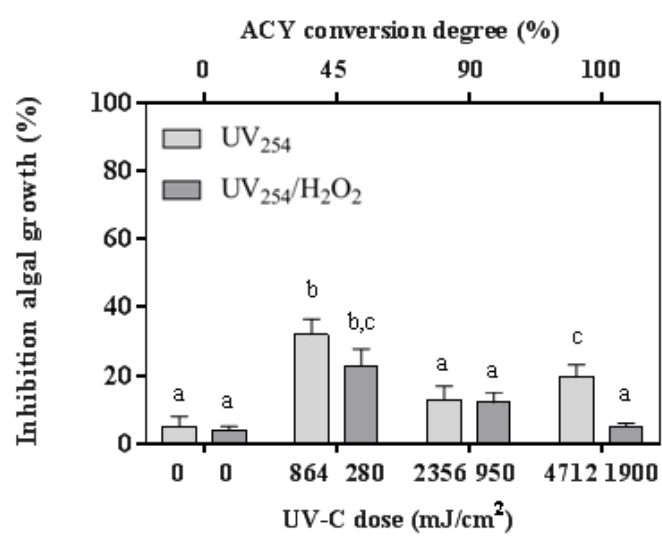 ACY conversion degree (%)
0 45 90 100
Inhibition algal growth (%)
100
80
60
40
20
0
UV₂₅₄
UV₂₅₄/H₂O₂
a a b b,c a a c a
0 0 864 280 2356 950 4712 1900
UV-C dose (mJ/cm²)